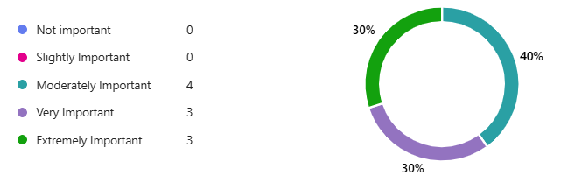 Not important 0
Slightly Important 0
Moderately Important 4
Very Important 3
Extremely Important 3
30%
40%
30%